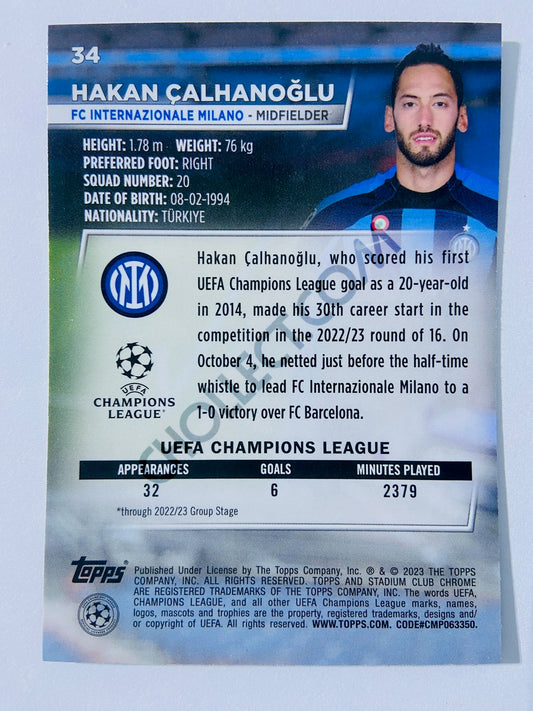 34
HAKAN ÇALHANOĞLU
FC INTERNAZIONALE MILANO - MIDFIELDER
HEIGHT: 1.78 m WEIGHT: 76 kg
PREFERRED FOOT: RIGHT
SQUAD NUMBER: 20
DATE OF BIRTH: 08-02-1994
NATIONALITY: TÜRKIYE
Hakan Çalhanoğlu, who scored his first
UEFA Champions League goal as a 20-year-old
in 2014, made his 30th career start in the
competition in the 2022/23 round of 16. On
October 4, he netted just before the half-time
whistle to lead FC Internazionale Milano to a
1-0 victory over FC Barcelona.
UEFA
CHAMPIONS
LEAGUE®
UEFA CHAMPIONS LEAGUE
APPEARANCES GOALS MINUTES PLAYED
32 6 2379
*through 2022/23 Group Stage
TOPPS®
Published Under License by The Topps Company, Inc. ® & © 2023 THE TOPPS
COMPANY, INC. ALL RIGHTS RESERVED. TOPPS AND STADIUM CLUB CHROME
ARE REGISTERED TRADEMARKS OF THE TOPPS COMPANY, INC. The words UEFA,
CHAMPIONS LEAGUE, and all other UEFA Champions League marks, names,
logos, mascots and trophies are the property, registered trademarks, designs and/
or copyright of UEFA. All rights reserved. WWW.TOPPS.COM. CODE#CMP063350.
CHOLLECT.COM